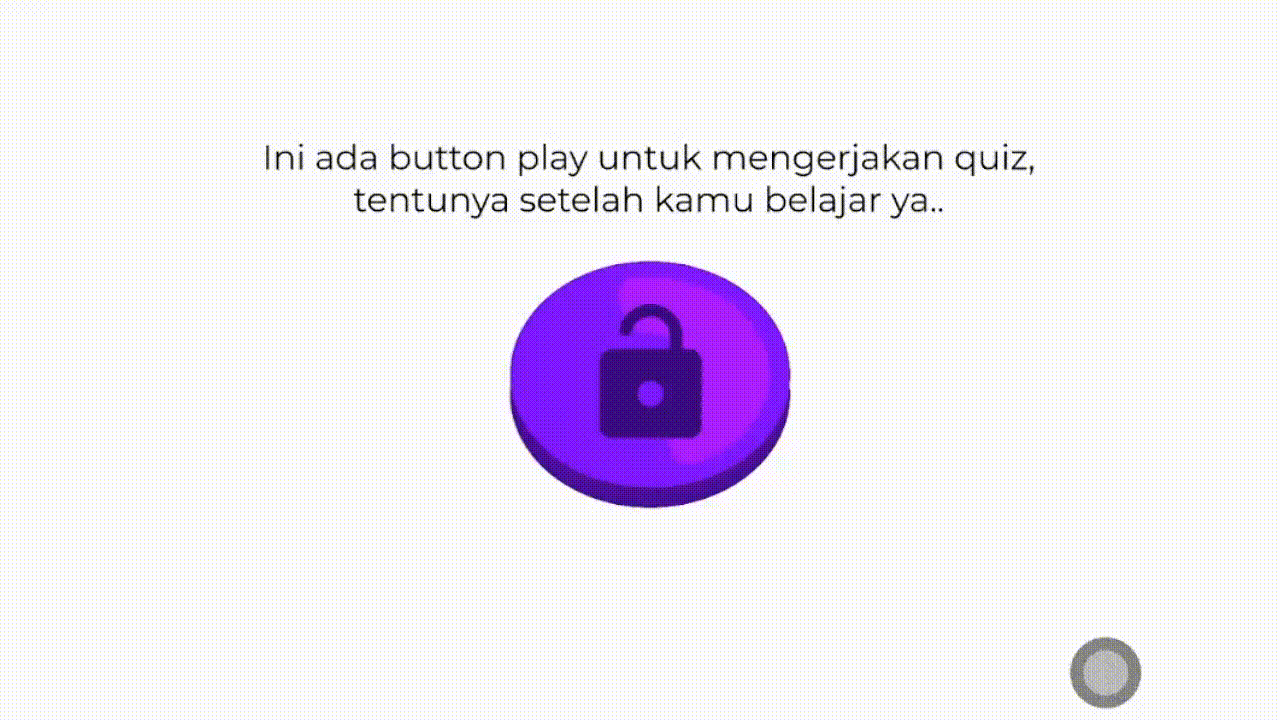 Ini ada button play untuk mengerjakan quiz,
tentunya setelah kamu belajar ya..